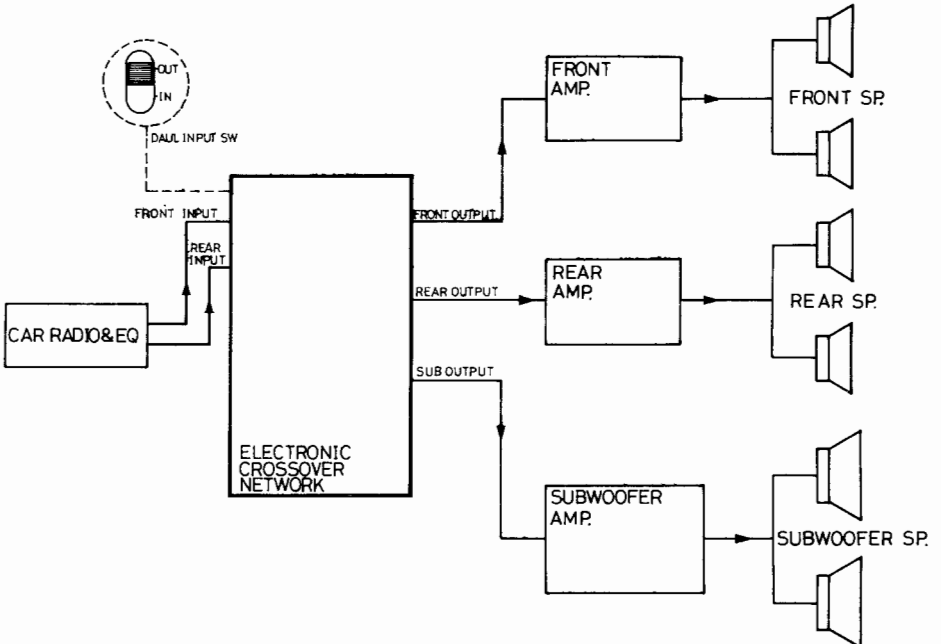 OUT
IN
DAUL INPUT SW
FRONT INPUT
REAR
INPUT
CAR RADIO&EQ
ELECTRONIC
CROSSOVER
NETWORK
FRONT OUTPUT
REAR OUTPUT
SUB OUTPUT
FRONT
AMP.
FRONT SP.
REAR
AMP.
REAR SP.
SUBWOOFER
AMP.
SUBWOOFER SP.